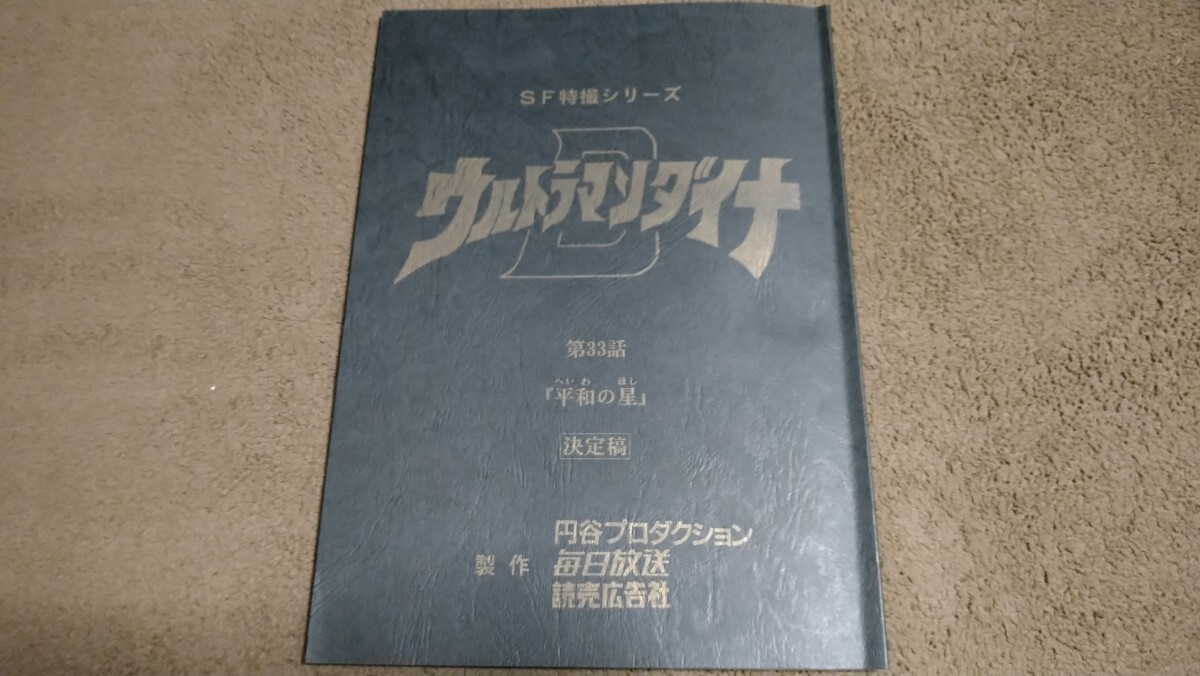 SF特撮シリーズ
ウルトラマンダイナ
第33話
『平和の星』
へいわ ほし
決定稿
円谷プロダクション
製作 毎日放送
読売広告社